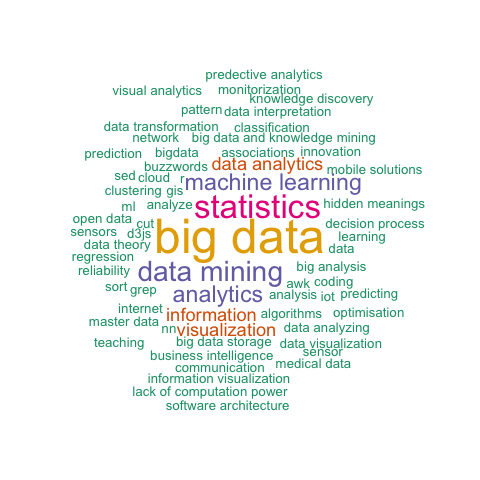 predective analytics
visual analytics
monitorization
knowledge discovery
pattern
data interpretation
data transformation
classification
network
big data and knowledge mining
prediction
bigdata
associations
innovation
buzzwords
data analytics
mobile solutions
sed
cloud
r
machine learning
clustering
gis
ml
analyze
statistics
hidden meanings
open data
cut
big data
decision process
sensors
d3js
learning
data theory
data
regression
reliability
data mining
big analysis
sort
grep
analytics
awk
coding
analysis
iot
predicting
internet
information
algorithms
optimisation
master data
nn
visualization
data analyzing
teaching
big data storage
data visualization
business intelligence
sensor
communication
medical data
information visualization
lack of computation power
software architecture